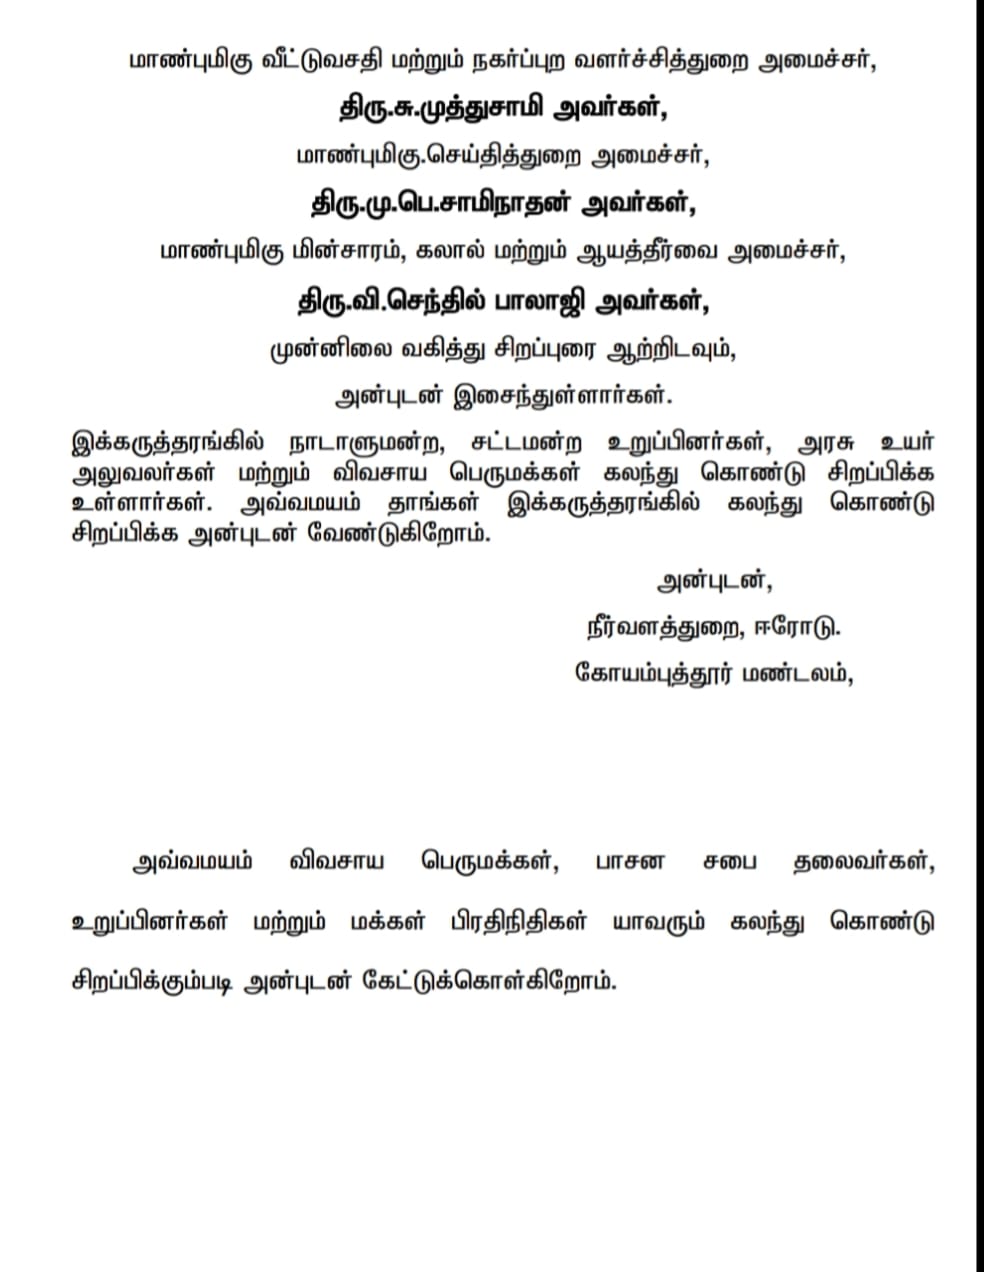 மாண்புமிகு வீட்டுவசதி மற்றும் நகர்ப்புற வளர்ச்சித்துறை அமைச்சர்,
திரு.சு.முத்துசாமி அவர்கள்,
மாண்புமிகு.செய்தித்துறை அமைச்சர்,
திரு.மு.பெ.சாமிநாதன் அவர்கள்,
மாண்புமிகு மின்சாரம், கலால் மற்றும் ஆயத்தீர்வை அமைச்சர்,
திரு.வி.செந்தில் பாலாஜி அவர்கள்,
முன்னிலை வகித்து சிறப்புரை ஆற்றிடவும்,
அன்புடன் இசைந்துள்ளார்கள்.
இக்கருத்தரங்கில் நாடாளுமன்ற, சட்டமன்ற உறுப்பினர்கள், அரசு உயர்
அலுவலர்கள் மற்றும் விவசாய பெருமக்கள் கலந்து கொண்டு சிறப்பிக்க
உள்ளார்கள். அவ்வமயம் தாங்கள் இக்கருத்தரங்கில் கலந்து கொண்டு
சிறப்பிக்க அன்புடன் வேண்டுகிறோம்.
அன்புடன்,
நீர்வளத்துறை, ஈரோடு.
கோயம்புத்தூர் மண்டலம்,
அவ்வமயம் விவசாய பெருமக்கள், பாசன சபை தலைவர்கள்,
உறுப்பினர்கள் மற்றும் மக்கள் பிரதிநிதிகள் யாவரும் கலந்து கொண்டு
சிறப்பிக்கும்படி அன்புடன் கேட்டுக்கொள்கிறோம்.